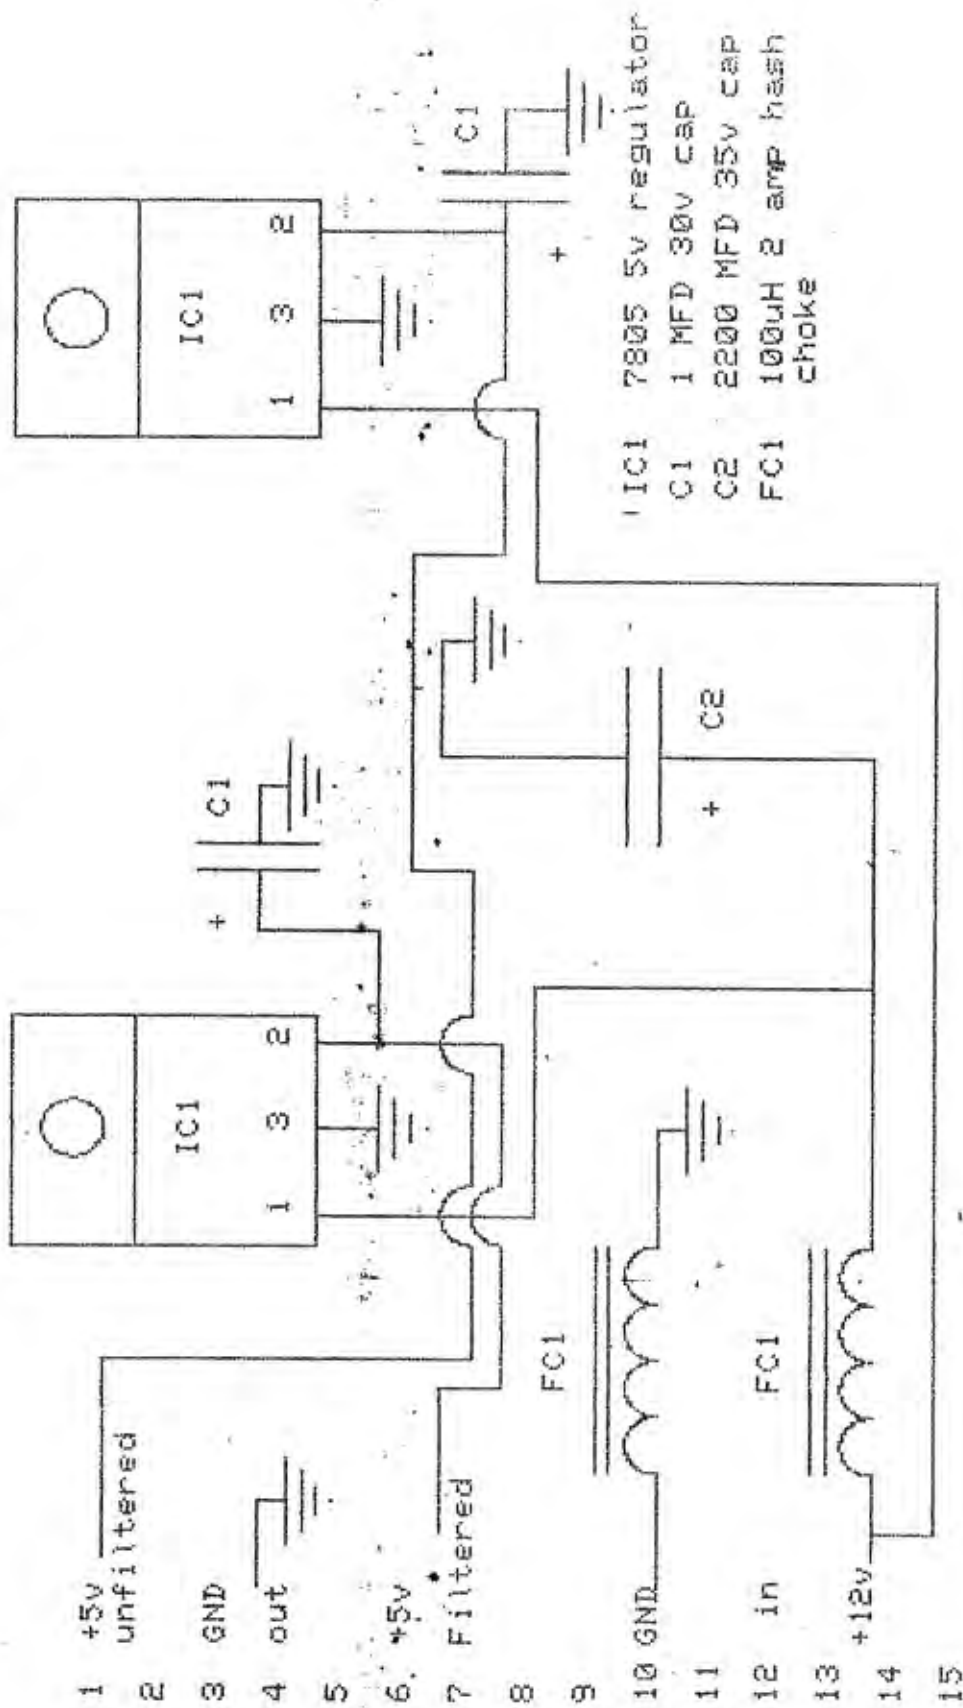 1 +5v
unfiltered
2
3 GND
4 out
5
6 +5v
7 Filtered
8
9
10 GND
11
12 in
13
14 +12v
15
IC1
1 3 2
+ C1
IC1
1 3 2
C1
+
FC1
FC1
+ C2
IC1 7805 5v regulator
C1 1 MFD 30v cap
C2 2200 MFD 35v cap
FC1 100uH 2 amp hash
choke